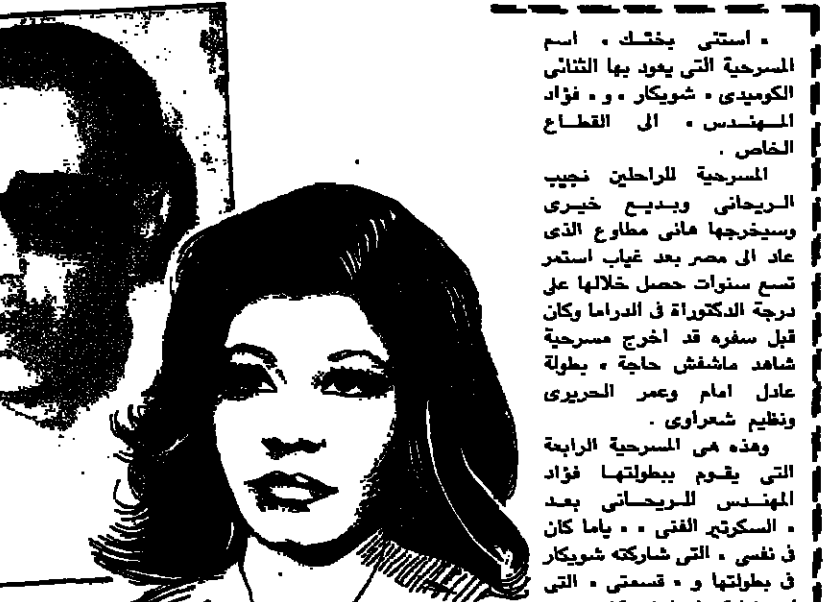 « استنى بختك » اسم
المسرحية التى يعود بها الثنائى
الكوميدى « شويكار » و « فؤاد
المهندس » الى القطاع
الخاص .
المسرحية للراحلين نجيب
الريحانى وبديع خيرى
وسيخرجها هانى مطاوع الذى
عاد الى مصر بعد غياب استمر
تسع سنوات حصل خلالها على
درجة الدكتوراة فى الدراما وكان
قبل سفره قد اخرج مسرحية
شاهد ماشفش حاجة » بطولة
عادل امام وعمر الحريرى
ونظيم شعراوى .
وهذه هى المسرحية الرابعة
التى يقوم ببطولتها فؤاد
المهندس للريحانى بعد
« السكرتير الفنى » « ياما كان
فى نفسى » التى شاركته شويكار
فى بطولتها و « قسمتى » التى